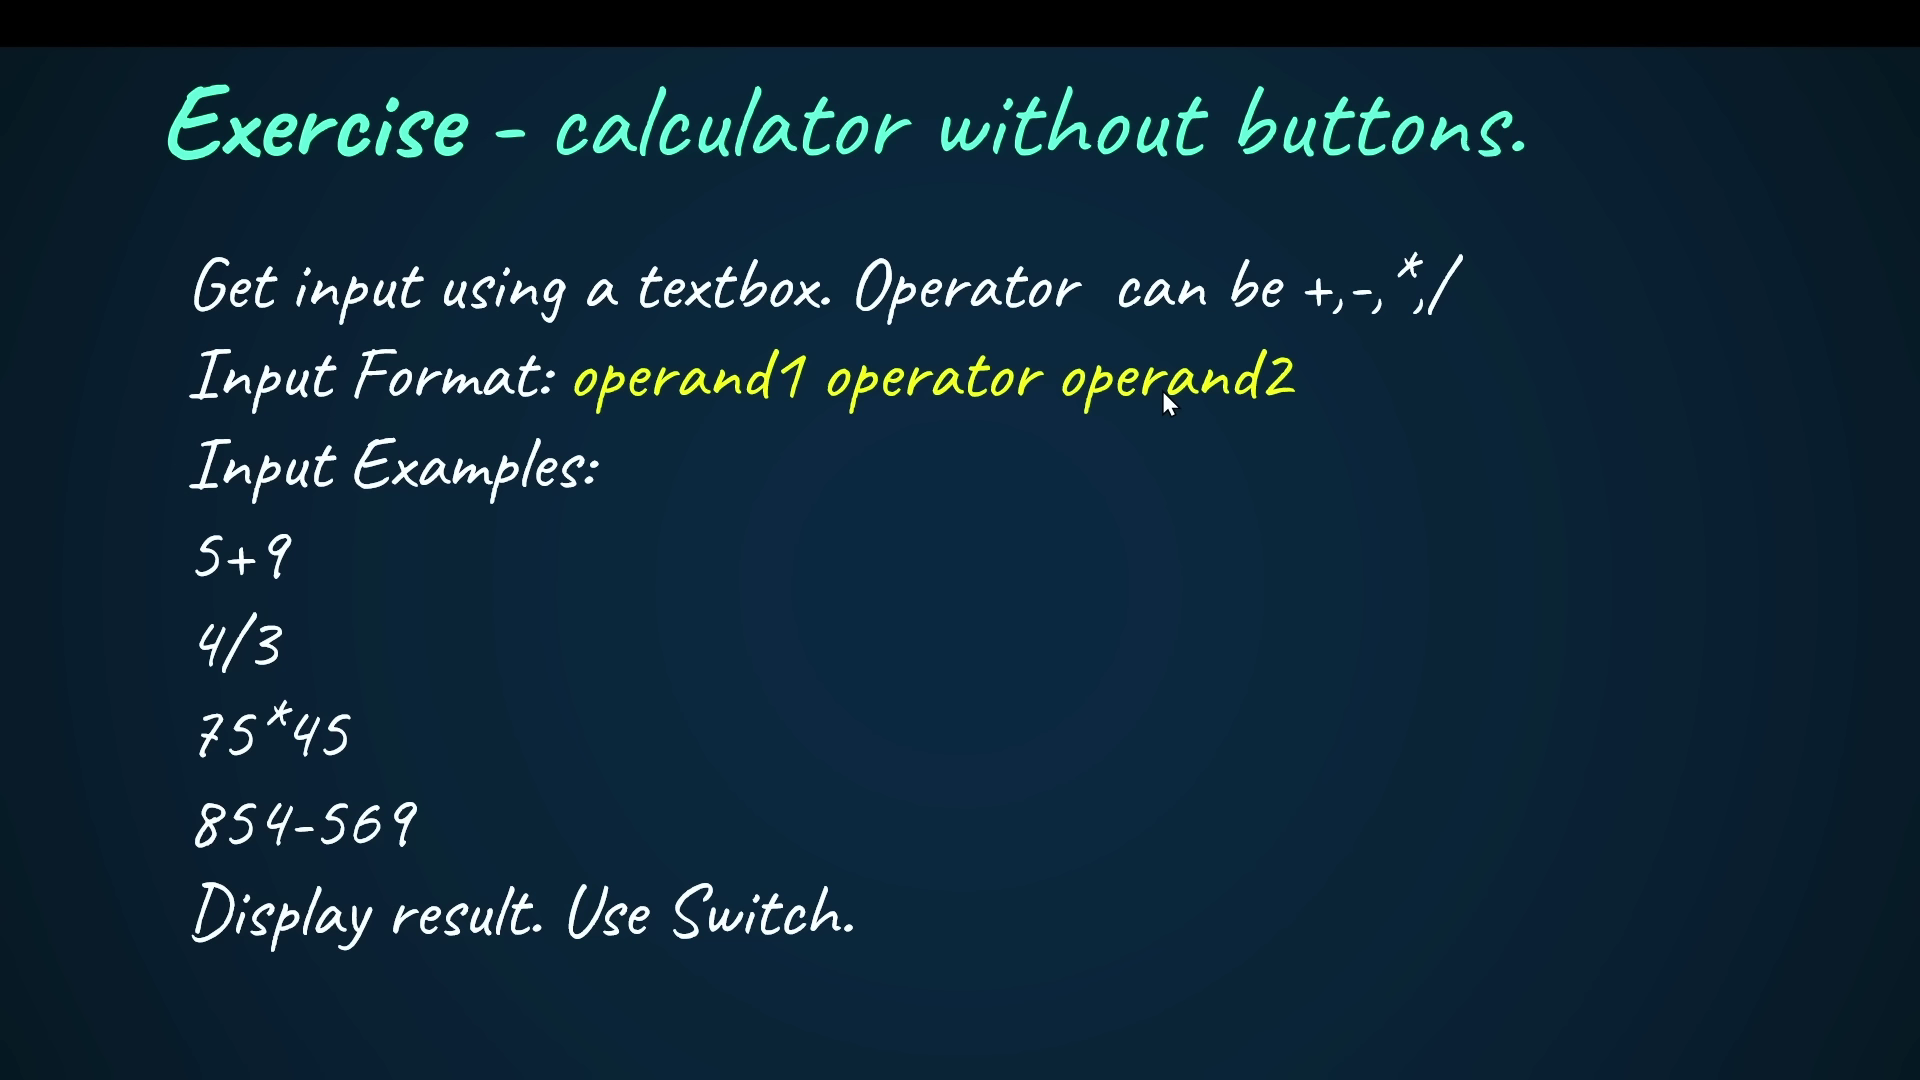 Exercise - calculator without buttons.
Get input using a textbox. Operator can be +,-,*,/
Input Format: operand1 operator operand2
Input Examples:
5+9
4/3
75*45
854-569
Display result. Use Switch.